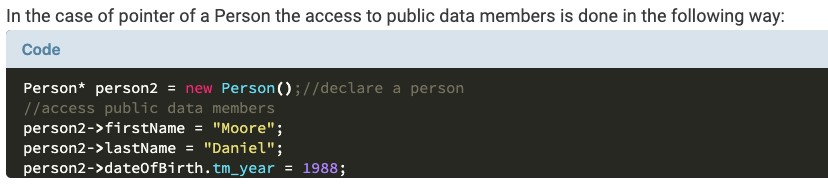 In the case of pointer of a Person the access to public data members is done in the following way:
Code
Person* person2 = new Person();//declare a person
//access public data members
person2->firstName = "Moore";
person2->lastName = "Daniel";
person2->dateOfBirth.tm_year = 1988;